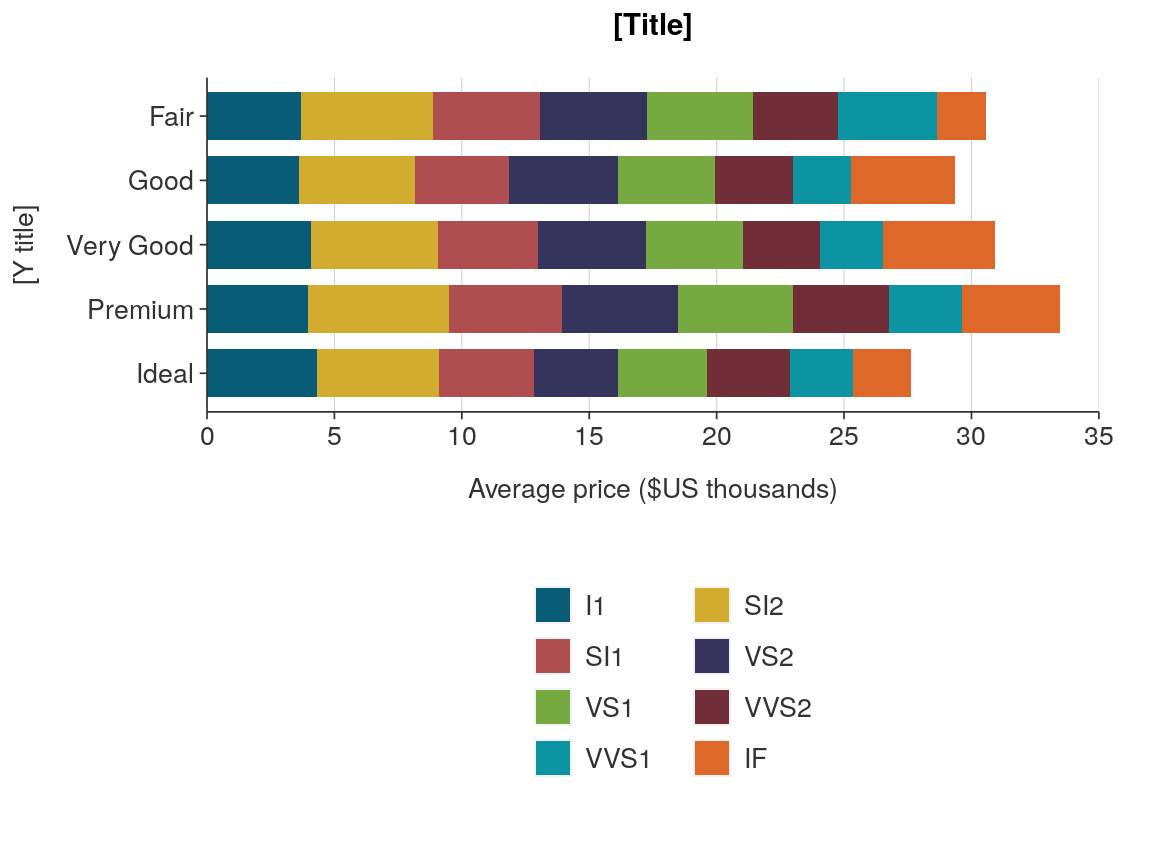 [Title]
[Y title]
Fair
Good
Very Good
Premium
Ideal
0 5 10 15 20 25 30 35
Average price ($US thousands)
I1 SI2
SI1 VS2
VS1 VVS2
VVS1 IF